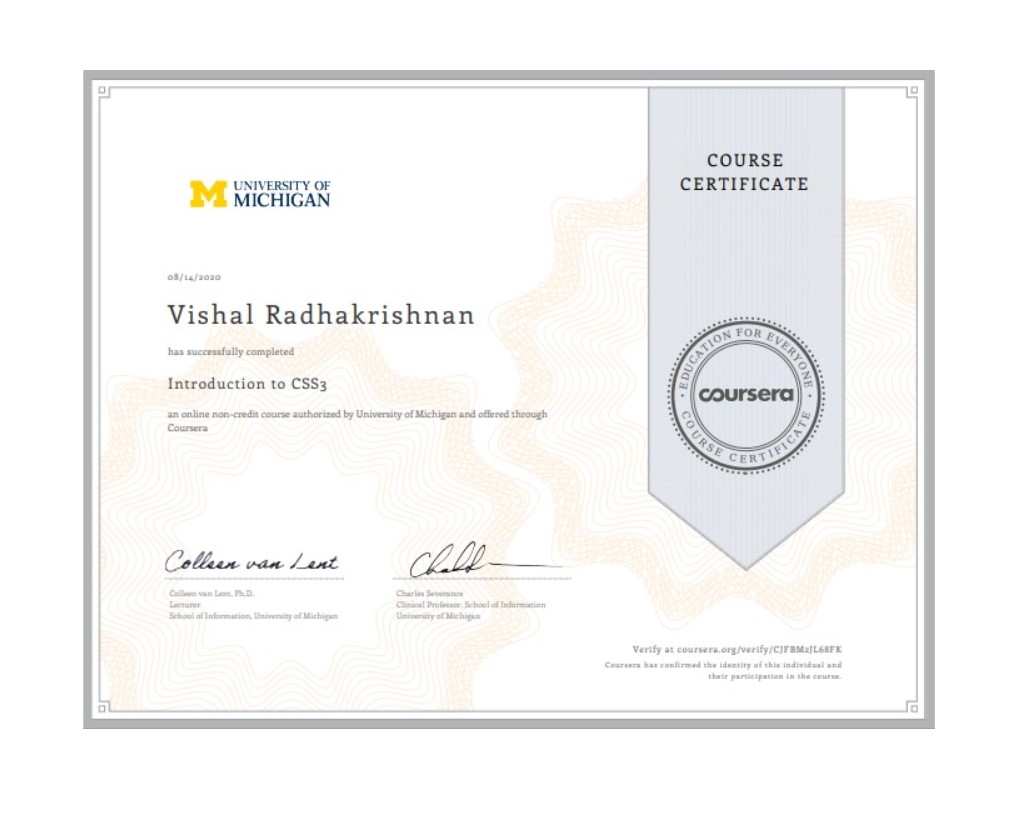 COURSE
CERTIFICATE
UNIVERSITY OF
MICHIGAN
08/14/2020
Vishal Radhakrishnan
has successfully completed
Introduction to CSS3
an online non-credit course authorized by University of Michigan and offered through
Coursera
EDUCATION FOR EVERYONE
coursera
COURSE CERTIFICATE
Colleen van Lent
Colleen van Lent, Ph.D.
Lecturer
School of Information, University of Michigan
Charles Severance
Clinical Professor, School of Information
University of Michigan
Verify at coursera.org/verify/CJFBM2JL68FK
Coursera has confirmed the identity of this individual and
their participation in the course.